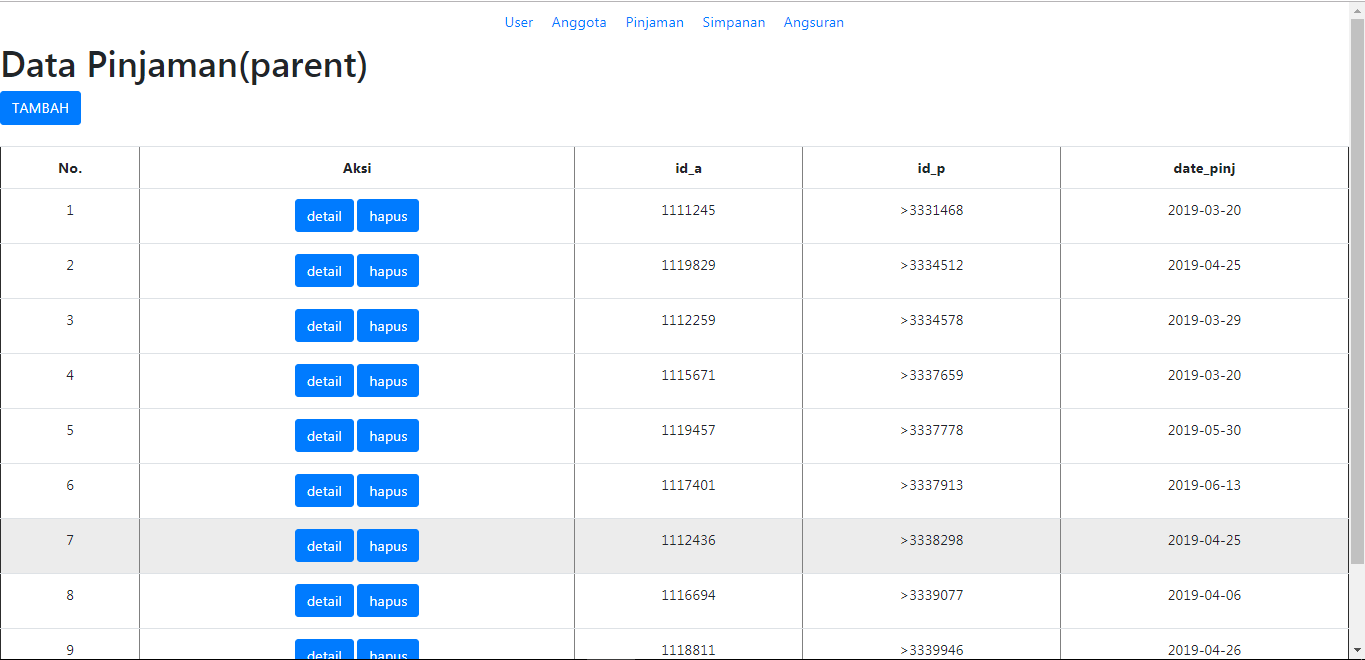 User Anggota Pinjaman Simpanan Angsuran
Data Pinjaman(parent)
TAMBAH
No. Aksi id_a id_p date_pinj
1 detail hapus 1111245 >3331468 2019-03-20
2 detail hapus 1119829 >3334512 2019-04-25
3 detail hapus 1112259 >3334578 2019-03-29
4 detail hapus 1115671 >3337659 2019-03-20
5 detail hapus 1119457 >3337778 2019-05-30
6 detail hapus 1117401 >3337913 2019-06-13
7 detail hapus 1112436 >3338298 2019-04-25
8 detail hapus 1116694 >3339077 2019-04-06
9 detail hapus 1118811 >3339946 2019-04-26